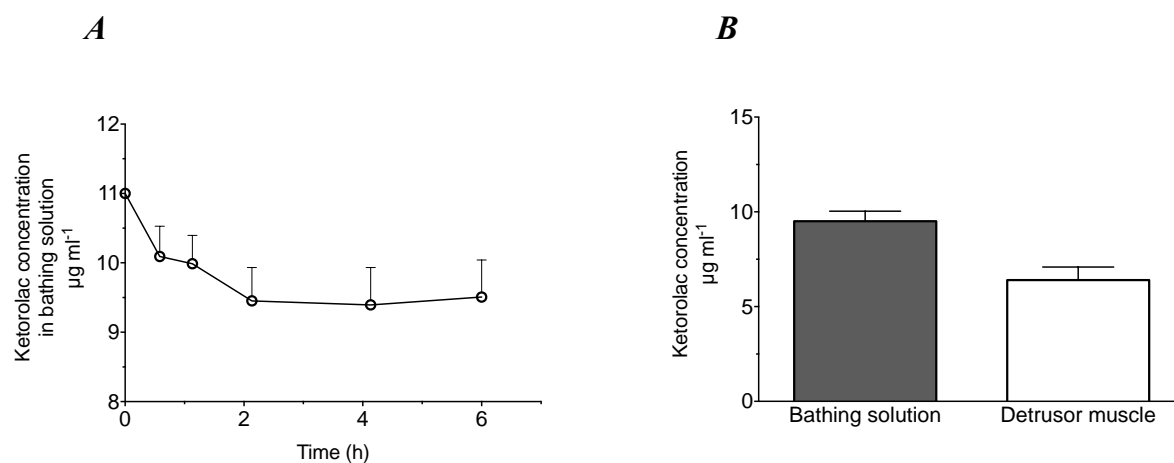 A
Ketorolac concentration
in bathing solution
µg ml-1
12
11
10
9
8
0
2
4
6
Time (h)
B
Ketorolac concentration
µg ml-1
15
10
5
0
Bathing solution
Detrusor muscle